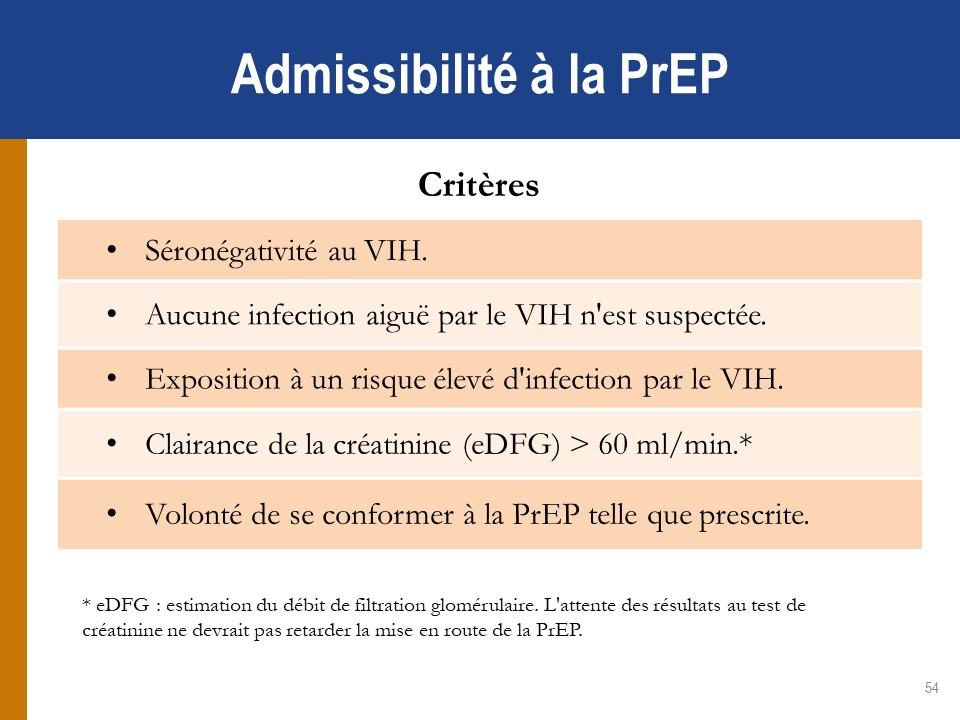 Admissibilité à la PrEP
Critères
• Séronégativité au VIH.
• Aucune infection aiguë par le VIH n'est suspectée.
• Exposition à un risque élevé d'infection par le VIH.
• Clairance de la créatinine (eDFG) > 60 ml/min.*
• Volonté de se conformer à la PrEP telle que prescrite.
* eDFG : estimation du débit de filtration glomérulaire. L'attente des résultats au test de
créatinine ne devrait pas retarder la mise en route de la PrEP.
54